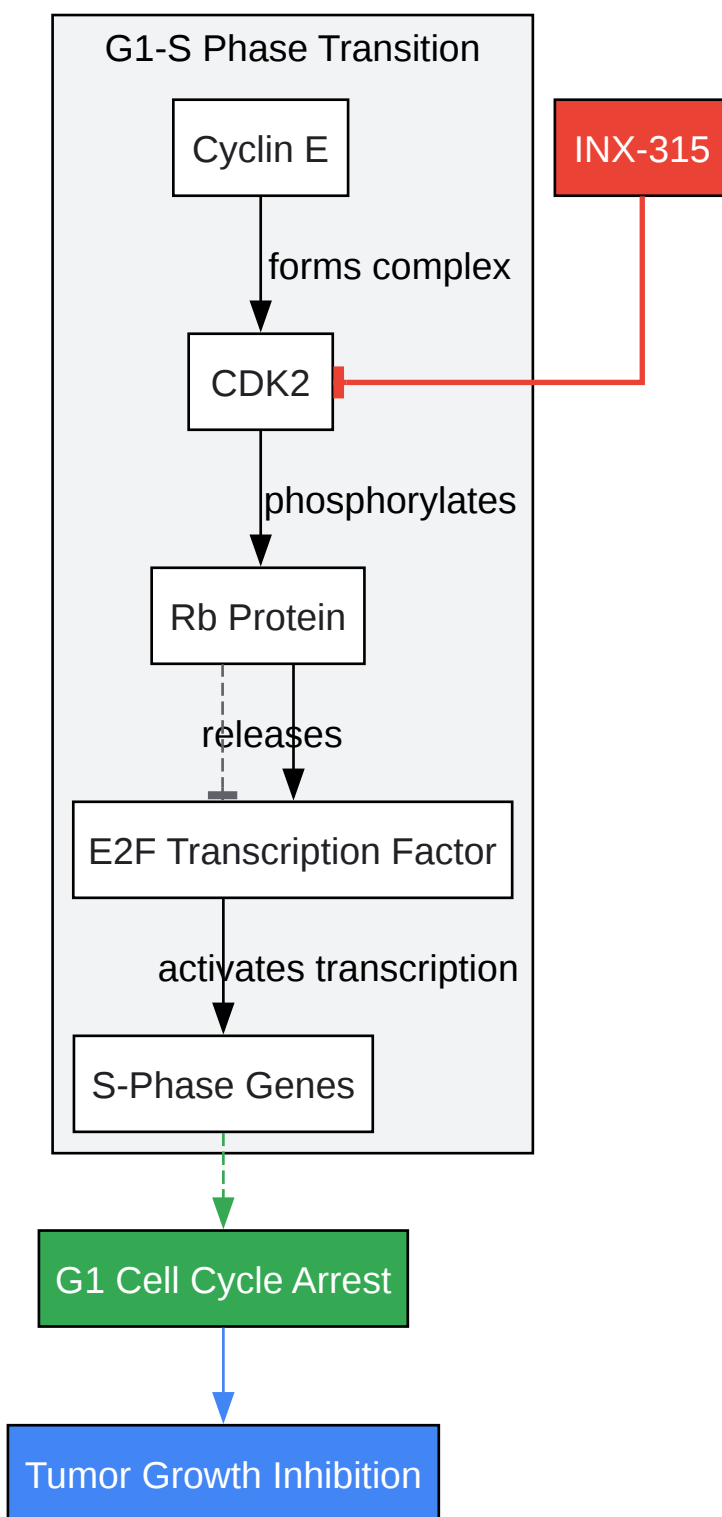 G1-S Phase Transition
Cyclin E
INX-315
forms complex
CDK2
phosphorylates
Rb Protein
releases
E2F Transcription Factor
activates transcription
S-Phase Genes
G1 Cell Cycle Arrest
Tumor Growth Inhibition